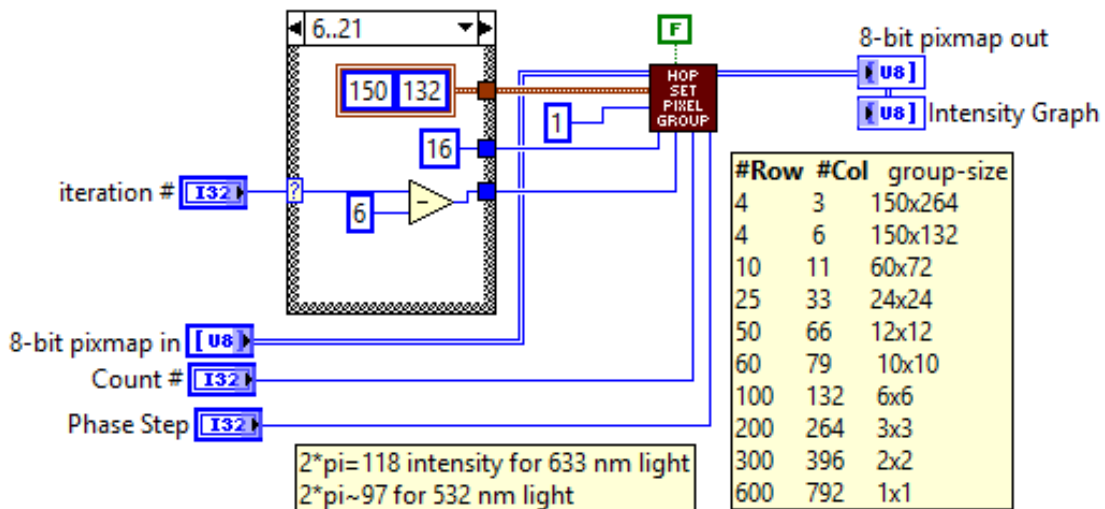 6..21
150 132
16
iteration # I32
?
6
-
F
HOP
SET
PIXEL
GROUP
1
8-bit pixmap out
[U8]
[U8] Intensity Graph
8-bit pixmap in [U8]
Count # I32
Phase Step I32
2*pi=118 intensity for 633 nm light
2*pi~97 for 532 nm light
#Row #Col group-size
4 3 150x264
4 6 150x132
10 11 60x72
25 33 24x24
50 66 12x12
60 79 10x10
100 132 6x6
200 264 3x3
300 396 2x2
600 792 1x1